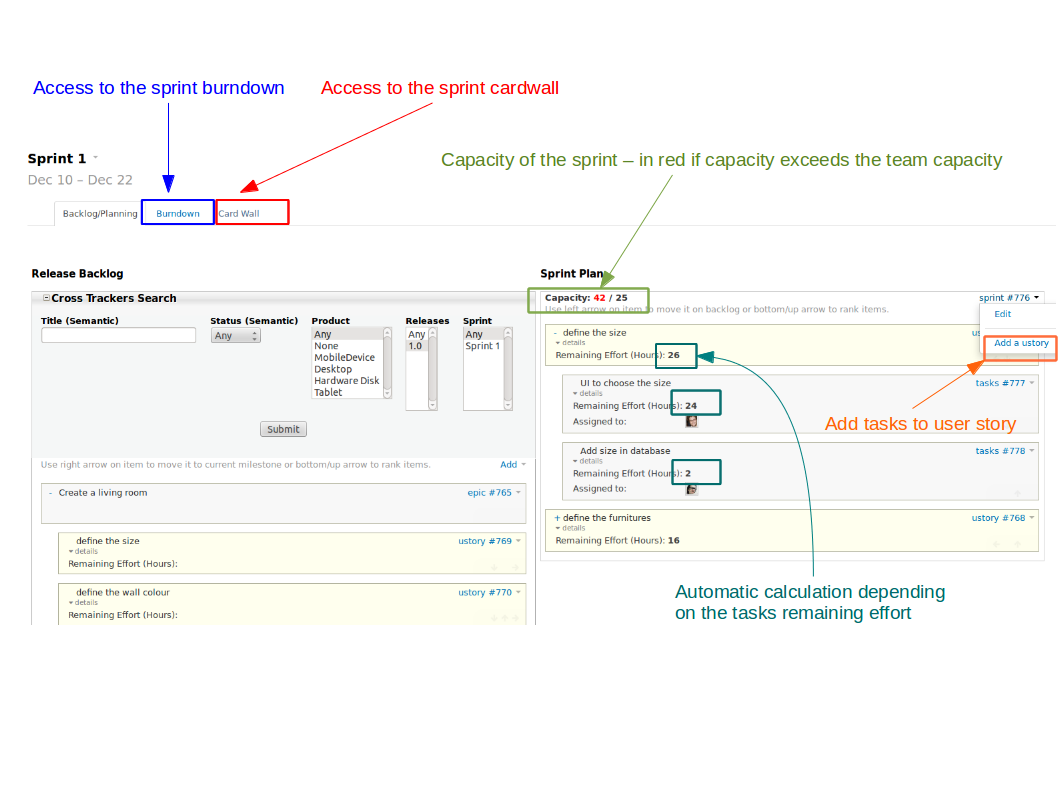 Access to the sprint burndown
Access to the sprint cardwall
Sprint 1
Dec 10 – Dec 22
Capacity of the sprint – in red if capacity exceeds the team capacity
Backlog/Planning
Burndown
Card Wall
Release Backlog
Cross Trackers Search
Title (Semantic)
Status (Semantic)
Any
Product
Any
None
MobileDevice
Desktop
Hardware Disk
Tablet
Releases
Any
1.0
Sprint
Any
Sprint 1
Submit
Use right arrow on item to move it to current milestone or bottom/up arrow to rank items.
Add
- Create a living room
epic #765
define the size
ustory #769
details
Remaining Effort (Hours):
define the wall colour
ustory #770
details
Remaining Effort (Hours):
Sprint Plan
Capacity: 42 / 25
sprint #776
Use left arrow on item to move it on backlog or bottom/up arrow to rank items.
Edit
Add a ustory
- define the size
us
details
Remaining Effort (Hours): 26
UI to choose the size
tasks #777
details
Remaining Effort (Hours): 24
Assigned to:
Add tasks to user story
Add size in database
tasks #778
details
Remaining Effort (Hours): 2
Assigned to:
+ define the furnitures
ustory #768
details
Remaining Effort (Hours): 16
Automatic calculation depending
on the tasks remaining effort